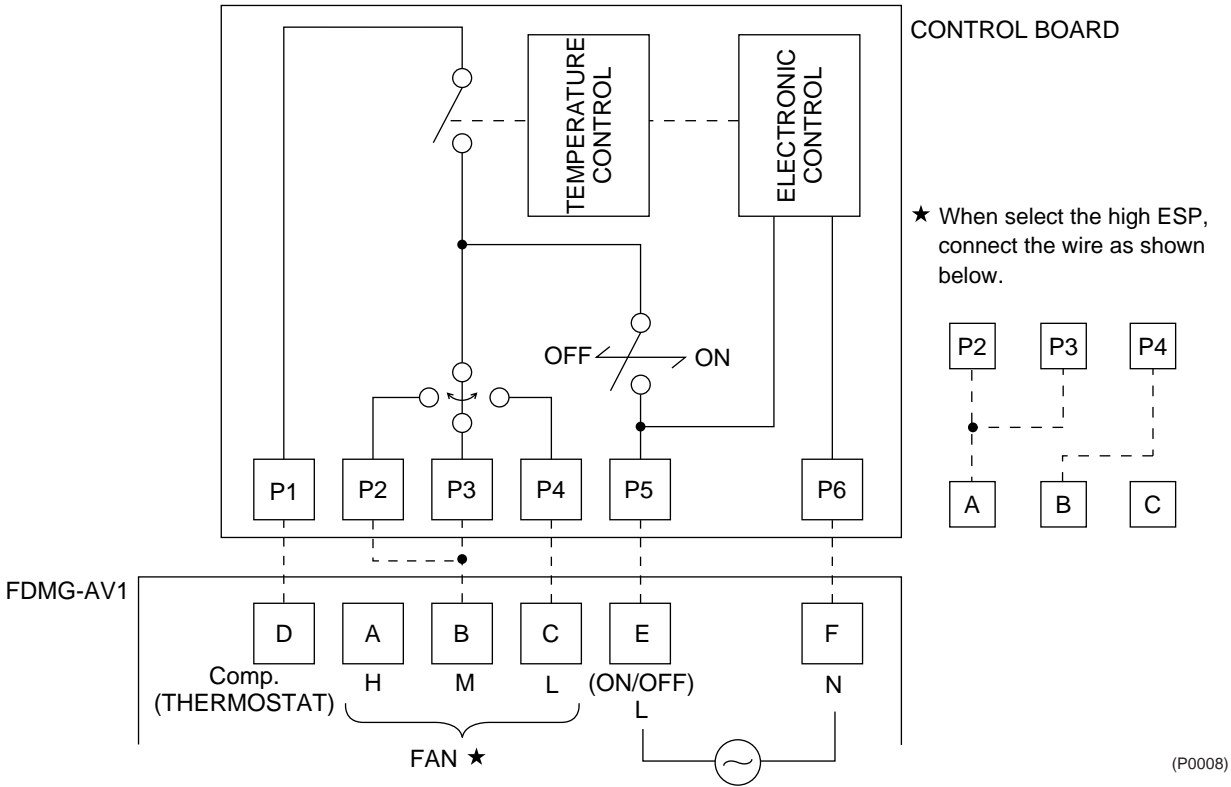 CONTROL BOARD
TEMPERATURE
CONTROL
ELECTRONIC
CONTROL
★ When select the high ESP,
connect the wire as shown
below.
OFF ON
P2 P3 P4
A B C
P1 P2 P3 P4 P5 P6
FDMG-AV1
D A B C E F
Comp.
(THERMOSTAT)
H M L (ON/OFF)
L
N
FAN ★
(P0008)